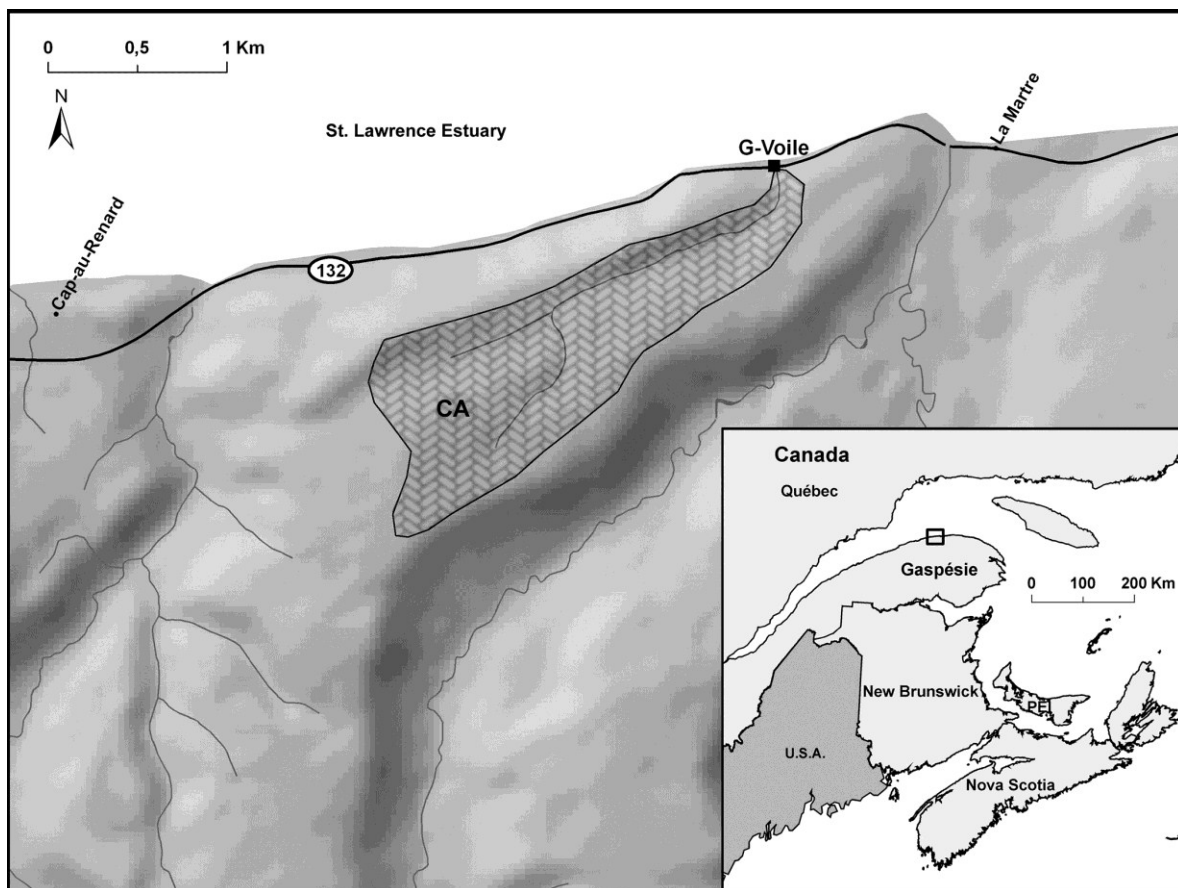 0 0,5 1 Km
N
St. Lawrence Estuary
G-Voile
La Martre
Cap-au-Renard
132
CA
Canada
Québec
Gaspésie
0 100 200 Km
New Brunswick
PEI
U.S.A.
Nova Scotia